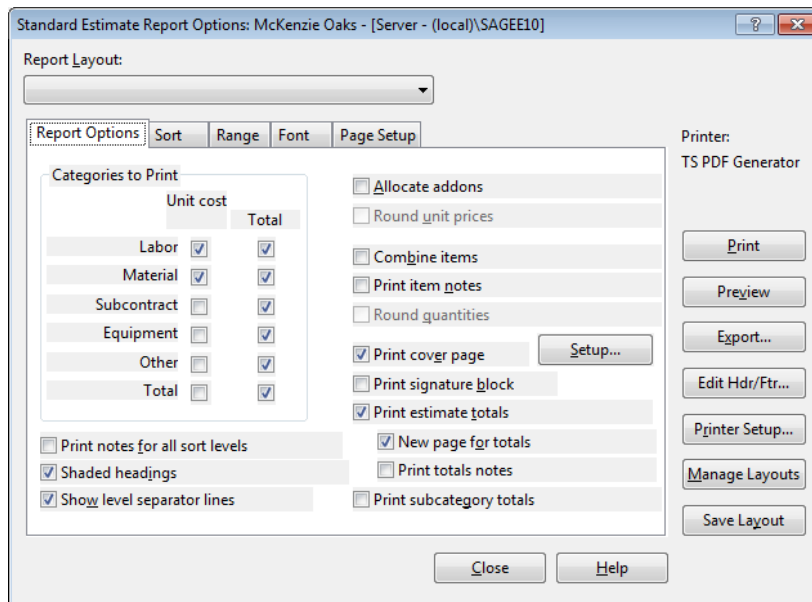 Standard Estimate Report Options: McKenzie Oaks - [Server - (local)\SAGEE10]
Report Layout:
Report Options Sort Range Font Page Setup
Printer:
TS PDF Generator
Categories to Print
Unit cost
Total
Labor
Material
Subcontract
Equipment
Other
Total
Print notes for all sort levels
Shaded headings
Show level separator lines
Allocate addons
Round unit prices
Combine items
Print item notes
Round quantities
Print cover page
Setup...
Print signature block
Print estimate totals
New page for totals
Print totals notes
Print subcategory totals
Print
Preview
Export...
Edit Hdr/Ftr...
Printer Setup...
Manage Layouts
Save Layout
Close Help